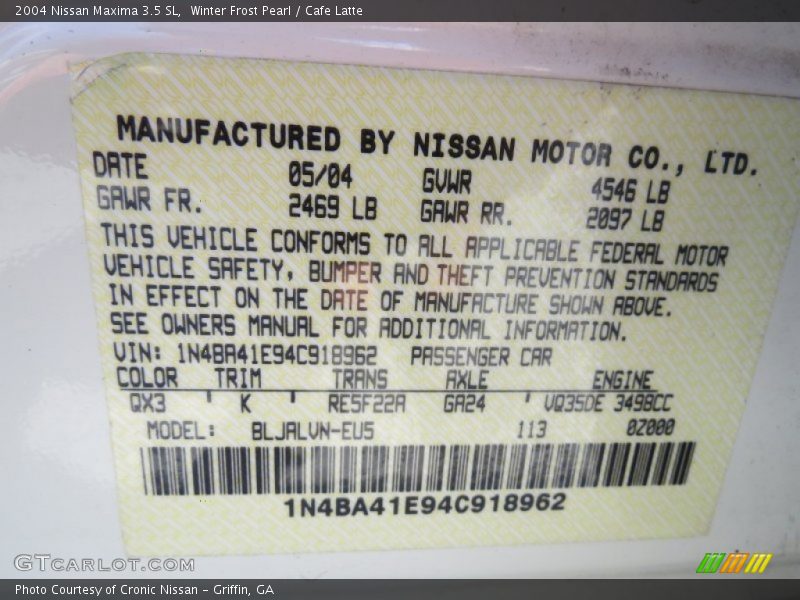 2004 Nissan Maxima 3.5 SL, Winter Frost Pearl / Cafe Latte
MANUFACTURED BY NISSAN MOTOR CO., LTD.
DATE 05/04 GVWR 4546 LB
GAWR FR. 2469 LB GAWR RR. 2097 LB
THIS VEHICLE CONFORMS TO ALL APPLICABLE FEDERAL MOTOR
VEHICLE SAFETY, BUMPER AND THEFT PREVENTION STANDARDS
IN EFFECT ON THE DATE OF MANUFACTURE SHOWN ABOVE.
SEE OWNERS MANUAL FOR ADDITIONAL INFORMATION.
VIN: 1N4BA41E94C918962 PASSENGER CAR
COLOR TRIM TRANS AXLE ENGINE
QX3 K RE5F22A GA24 VQ35DE 3498CC
MODEL: BLJALVN-EU5 113 0Z000
1N4BA41E94C918962
GTCARLOT.COM
Photo Courtesy of Cronic Nissan - Griffin, GA